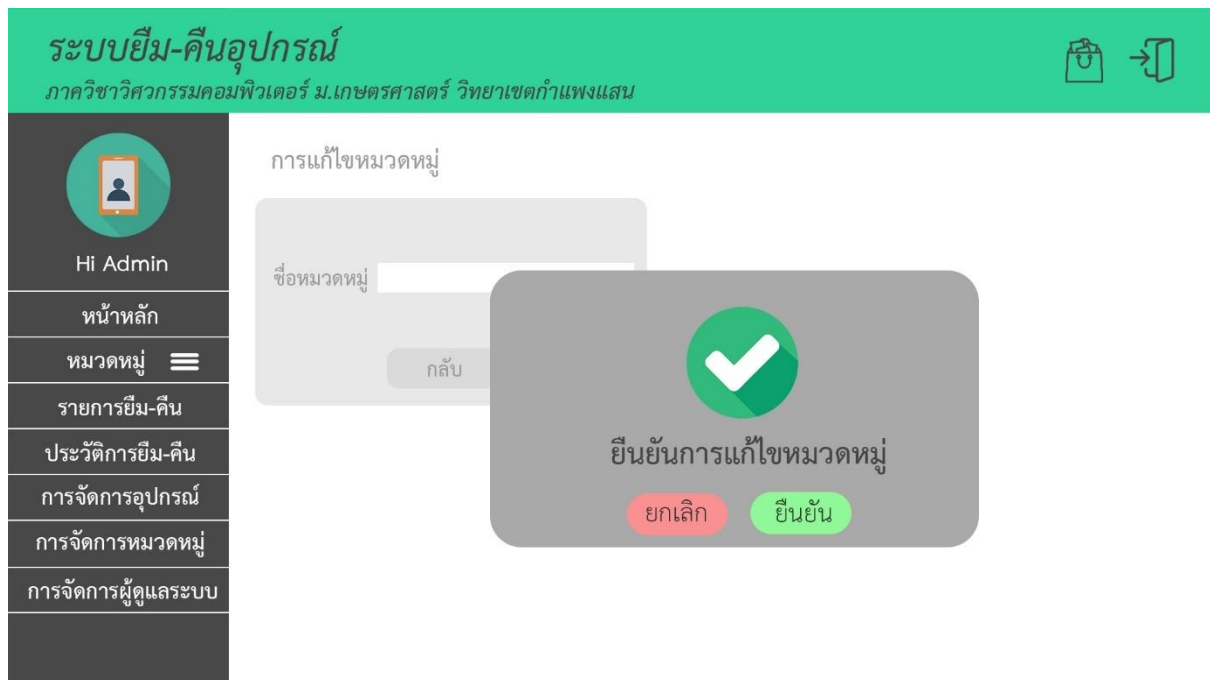 ระบบยืม-คืนอุปกรณ์
ภาควิชาวิศวกรรมคอมพิวเตอร์ ม.เกษตรศาสตร์ วิทยาเขตกำแพงแสน
Hi Admin
หน้าหลัก
หมวดหมู่
รายการยืม-คืน
ประวัติการยืม-คืน
การจัดการอุปกรณ์
การจัดการหมวดหมู่
การจัดการผู้ดูแลระบบ
การแก้ไขหมวดหมู่
ชื่อหมวดหมู่
กลับ
ยืนยันการแก้ไขหมวดหมู่
ยกเลิก ยืนยัน